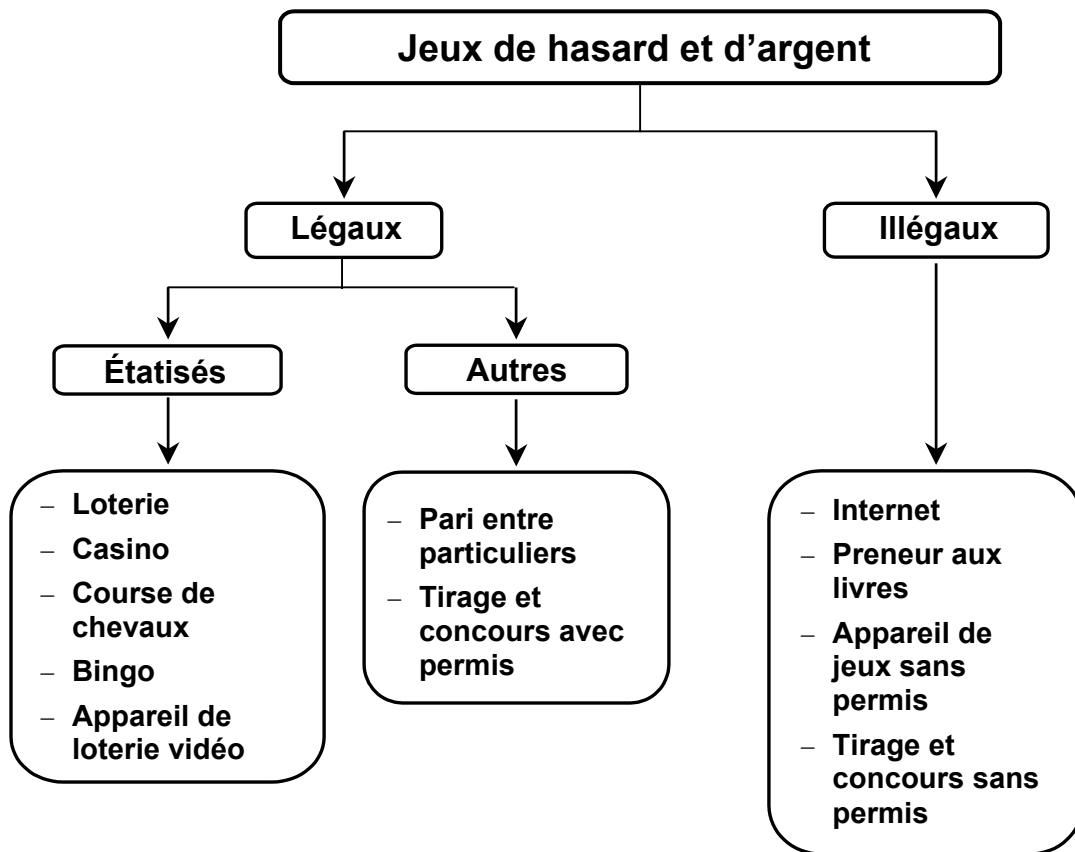 Jeux de hasard et d'argent
Légaux
Illégaux
Étatisés
Autres
– Loterie
– Casino
– Course de
chevaux
– Bingo
– Appareil de
loterie vidéo
– Pari entre
particuliers
– Tirage et
concours avec
permis
– Internet
– Preneur aux
livres
– Appareil de
jeux sans
permis
– Tirage et
concours sans
permis